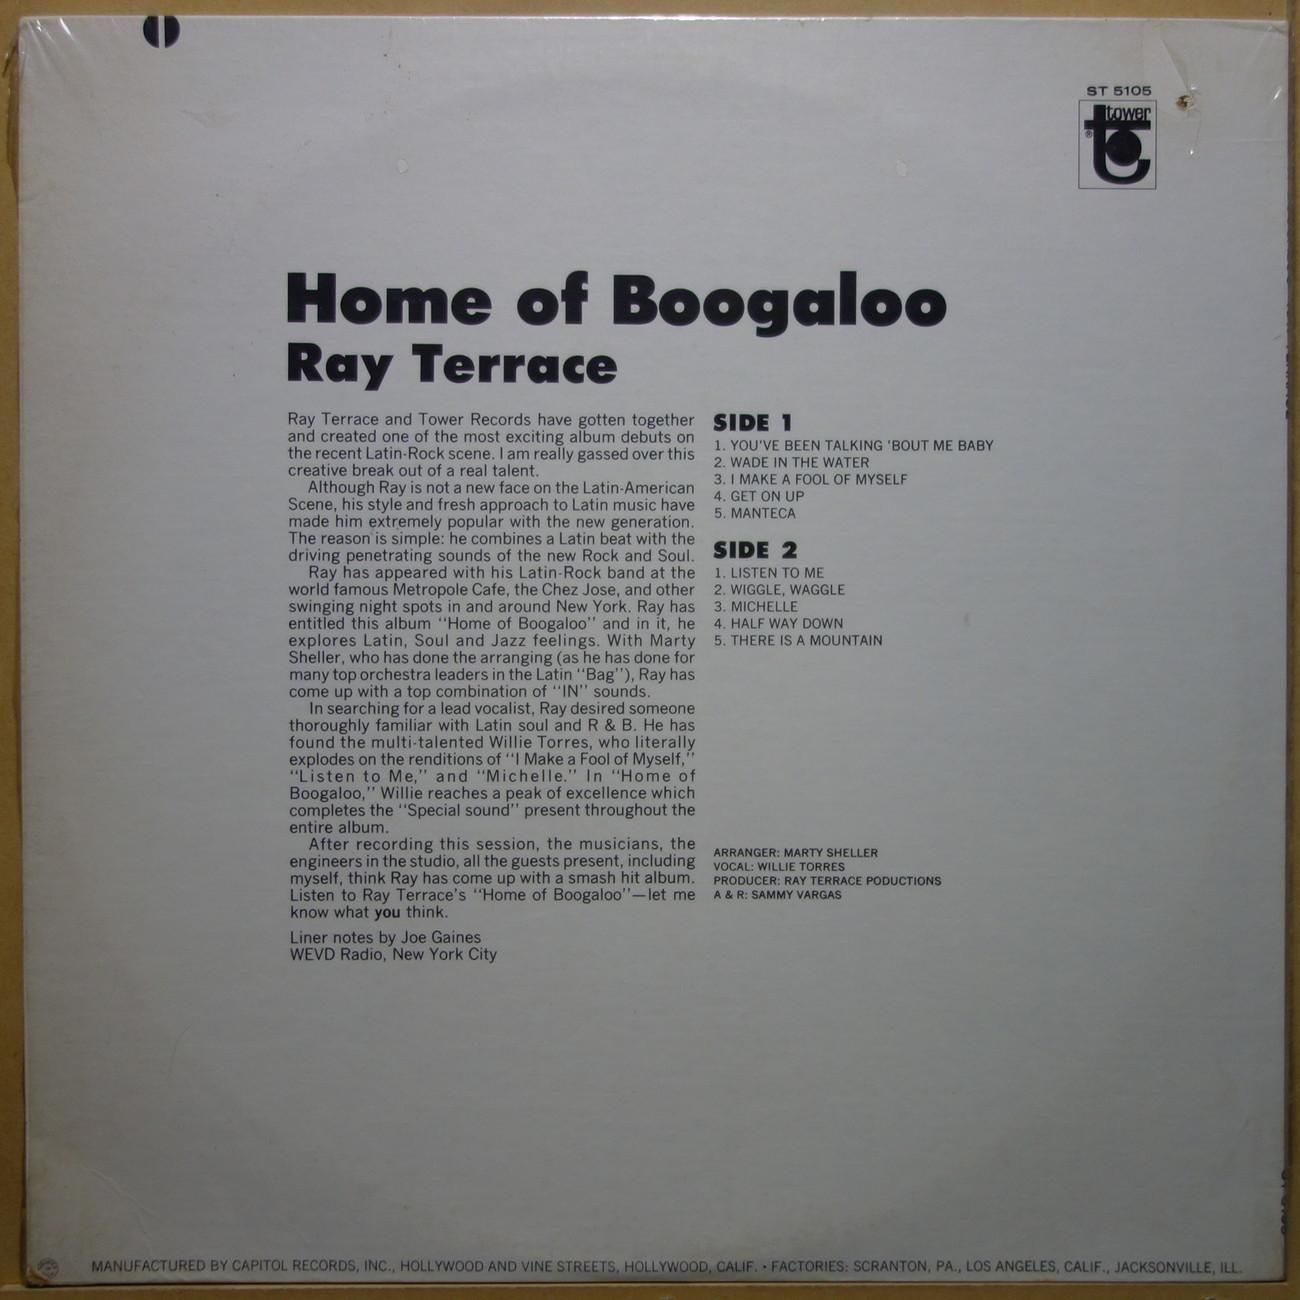 ST 5105
tower
®
Home of Boogaloo
Ray Terrace
Ray Terrace and Tower Records have gotten together
and created one of the most exciting album debuts on
the recent Latin-Rock scene. I am really gassed over this
creative break out of a real talent.
Although Ray is not a new face on the Latin-American
Scene, his style and fresh approach to Latin music have
made him extremely popular with the new generation.
The reason is simple: he combines a Latin beat with the
driving penetrating sounds of the new Rock and Soul.
Ray has appeared with his Latin-Rock band at the
world famous Metropole Cafe, the Chez Jose, and other
swinging night spots in and around New York. Ray has
entitled this album “Home of Boogaloo” and in it, he
explores Latin, Soul and Jazz feelings. With Marty
Sheller, who has done the arranging (as he has done for
many top orchestra leaders in the Latin “Bag”), Ray has
come up with a top combination of “IN” sounds.
In searching for a lead vocalist, Ray desired someone
thoroughly familiar with Latin soul and R & B. He has
found the multi-talented Willie Torres, who literally
explodes on the renditions of “I Make a Fool of Myself,”
“Listen to Me,” and “Michelle.” In “Home of
Boogaloo,” Willie reaches a peak of excellence which
completes the “Special sound” present throughout the
entire album.
After recording this session, the musicians, the
engineers in the studio, all the guests present, including
myself, think Ray has come up with a smash hit album.
Listen to Ray Terrace’s “Home of Boogaloo”—let me
know what you think.
Liner notes by Joe Gaines
WEVD Radio, New York City
SIDE 1
1. YOU’VE BEEN TALKING ’BOUT ME BABY
2. WADE IN THE WATER
3. I MAKE A FOOL OF MYSELF
4. GET ON UP
5. MANTECA
SIDE 2
1. LISTEN TO ME
2. WIGGLE, WAGGLE
3. MICHELLE
4. HALF WAY DOWN
5. THERE IS A MOUNTAIN
ARRANGER: MARTY SHELLER
VOCAL: WILLIE TORRES
PRODUCER: RAY TERRACE PODUCTIONS
A & R: SAMMY VARGAS
MANUFACTURED BY CAPITOL RECORDS, INC., HOLLYWOOD AND VINE STREETS, HOLLYWOOD, CALIF. • FACTORIES: SCRANTON, PA., LOS ANGELES, CALIF., JACKSONVILLE, ILL.